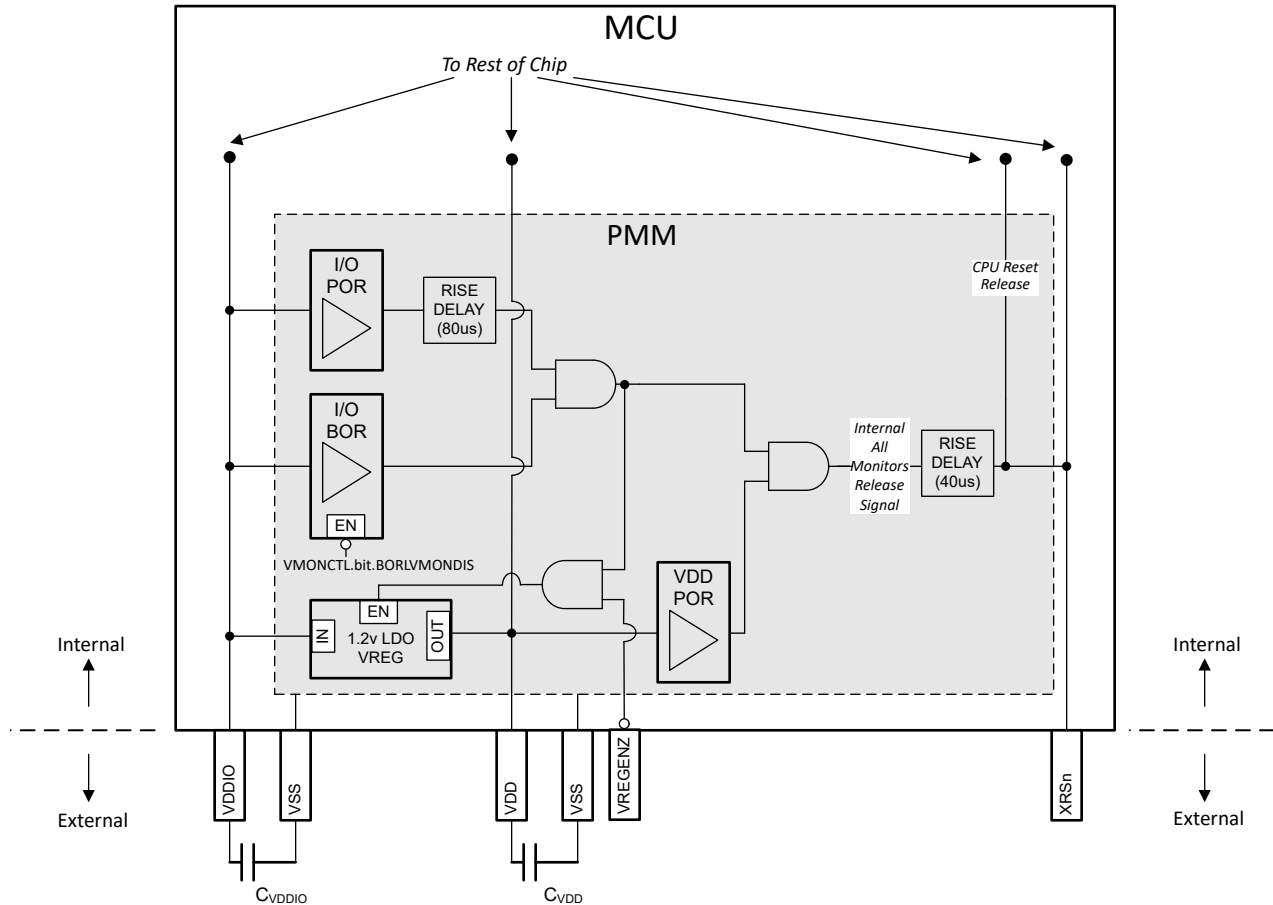 MCU
To Rest of Chip
PMM
I/O
POR
RISE
DELAY
(80us)
CPU Reset
Release
I/O
BOR
EN
VMONCTL.bit.BORLVMONDIS
Internal
All
Monitors
Release
Signal
RISE
DELAY
(40us)
EN
IN
1.2v LDO
VREG
OUT
VDD
POR
Internal
External
Internal
External
VDDIO
VSS
VDD
VSS
VREGENZ
XRSn
CVDDIO
CVDD